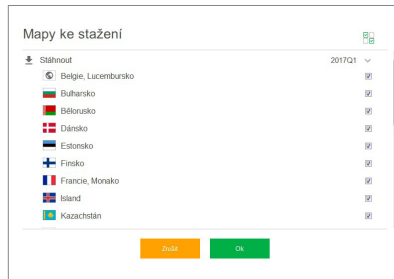 Mapy ke stažení
Stáhnout 2017Q1
Belgie, Lucembursko
Bulharsko
Bělorusko
Dánsko
Estonsko
Finsko
Francie, Monako
Island
Kazachstán
Zrušit Ok